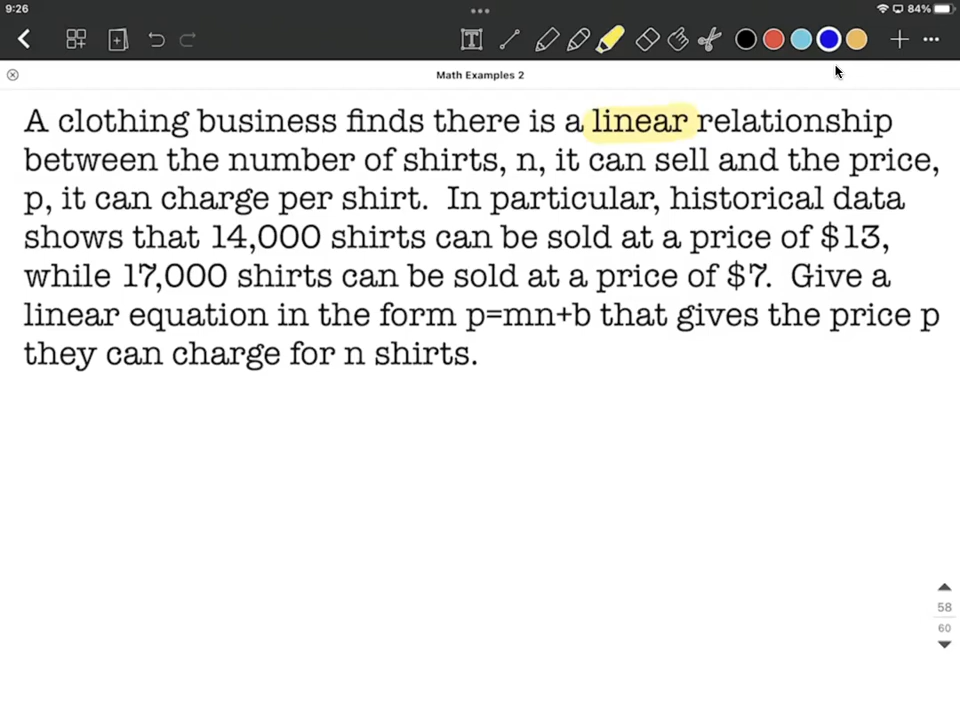 9:26
84%
Math Examples 2
A clothing business finds there is a linear relationship
between the number of shirts, n, it can sell and the price,
p, it can charge per shirt.  In particular, historical data
shows that 14,000 shirts can be sold at a price of $13,
while 17,000 shirts can be sold at a price of $7.  Give a
linear equation in the form p=mn+b that gives the price p
they can charge for n shirts.
58
60